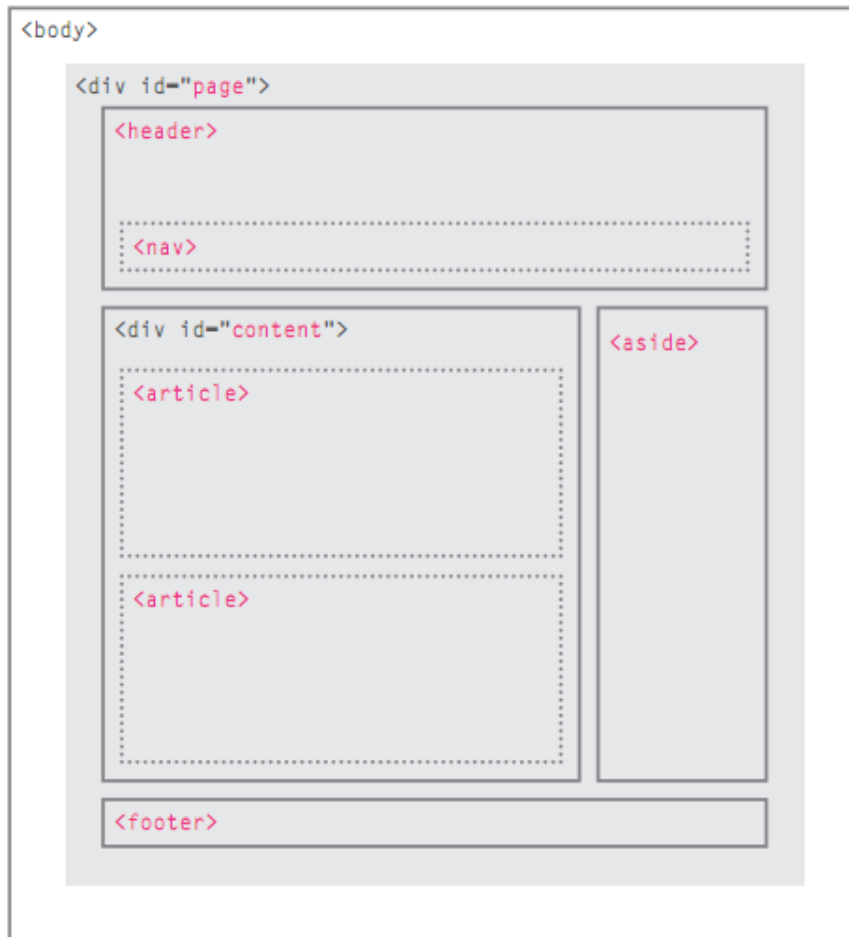 <body>
<div id="page">
<header>
<nav>
<div id="content">
<aside>
<article>
<article>
<footer>